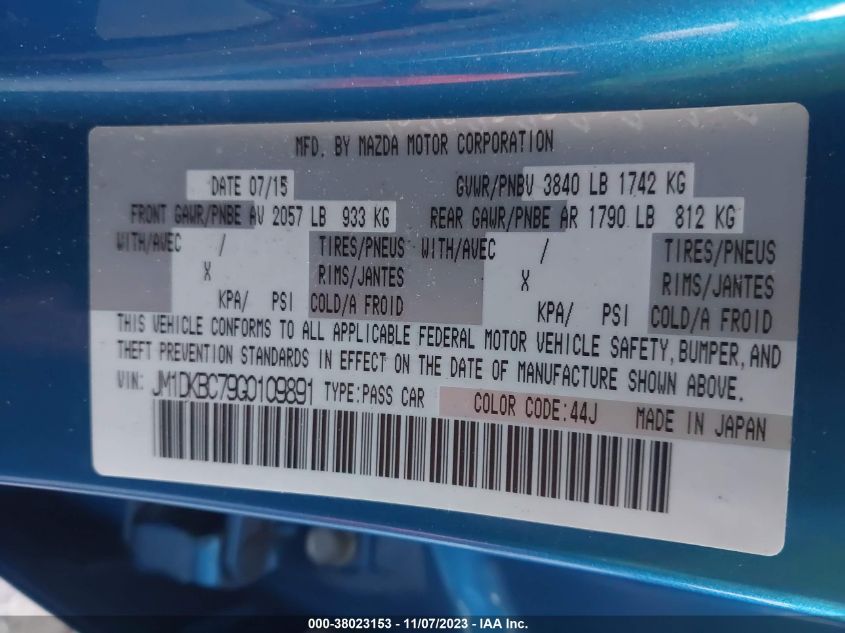 MFD. BY MAZDA MOTOR CORPORATION
DATE 07/15 GVWR/PNBV 3840 LB 1742 KG
FRONT GAWR/PNBE AV 2057 LB 933 KG REAR GAWR/PNBE AR 1790 LB 812 KG
WITH/AVEC / TIRES/PNEUS WITH/AVEC / TIRES/PNEUS
X RIMS/JANTES X RIMS/JANTES
KPA/ PSI COLD/A FROID KPA/ PSI COLD/A FROID
THIS VEHICLE CONFORMS TO ALL APPLICABLE FEDERAL MOTOR VEHICLE SAFETY, BUMPER, AND
THEFT PREVENTION STANDARDS IN EFFECT ON THE DATE OF MANUFACTURE SHOWN ABOVE.
VIN: JM1DKBC79G0109891 TYPE:PASS CAR COLOR CODE:44J MADE IN JAPAN
000-38023153 - 11/07/2023 - IAA Inc.